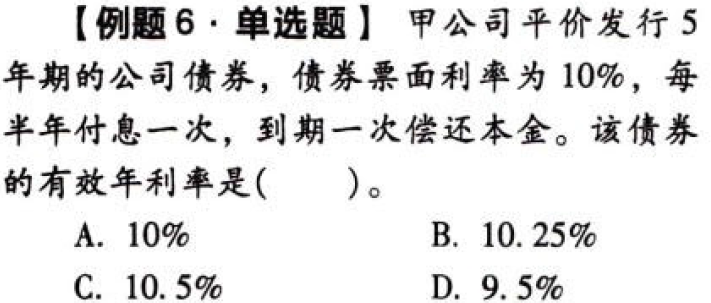 【例题6·单选题】 甲公司平价发行5
年期的公司债券，债券票面利率为10%，每
半年付息一次，到期一次偿还本金。该债券
的有效年利率是(　　)。
A. 10%　　B. 10.25%
C. 10.5%　　D. 9.5%